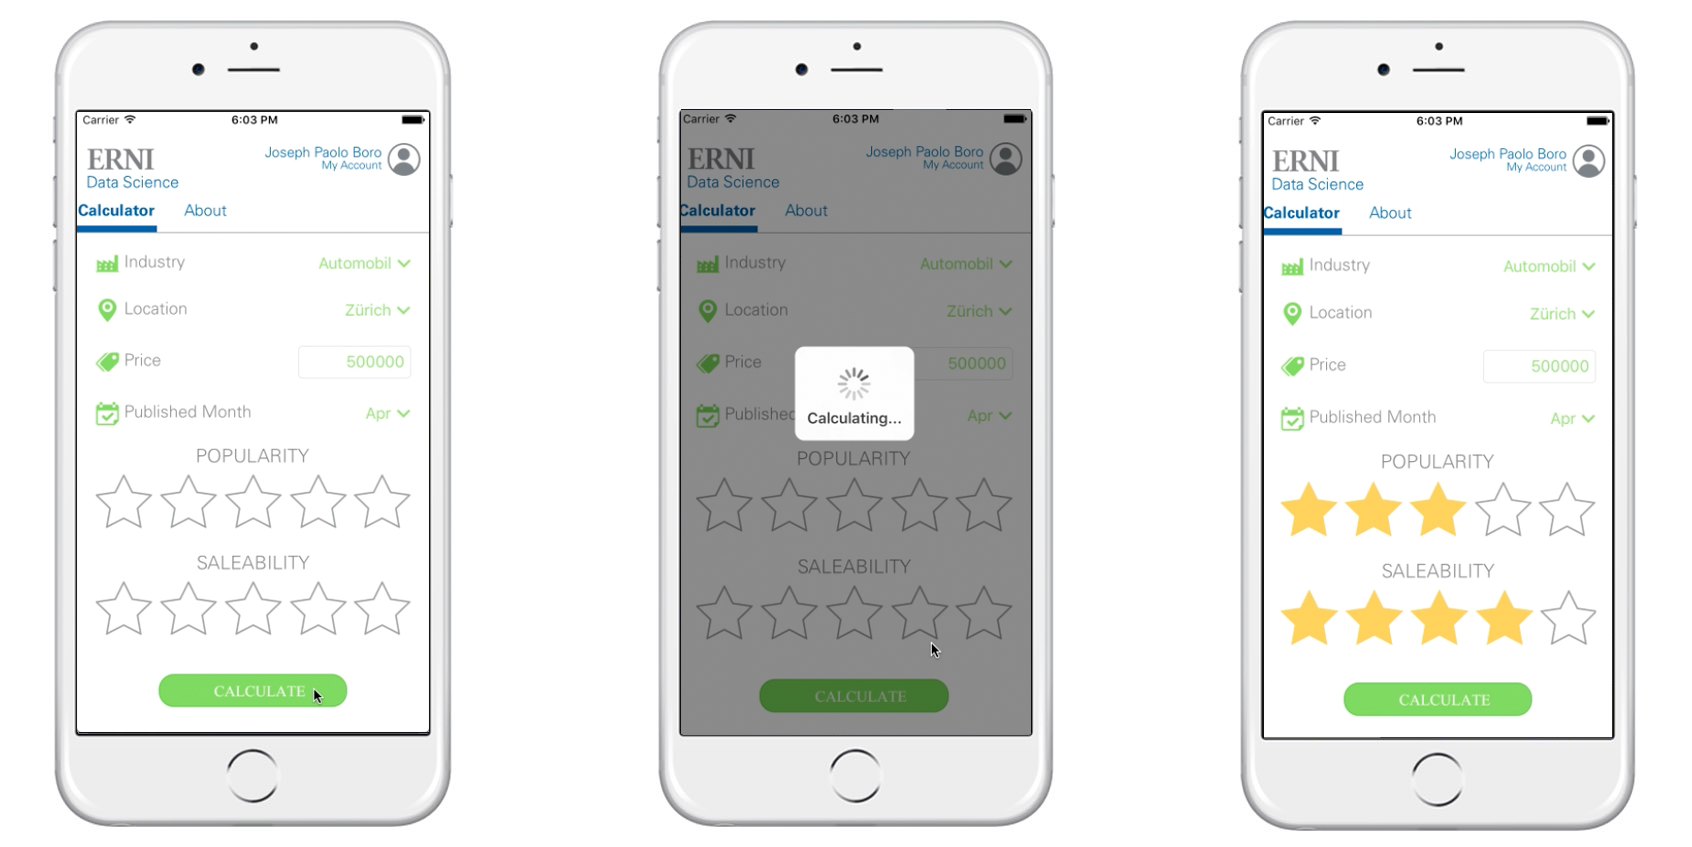 Carrier 6:03 PM
ERNI Joseph Paolo Boro
My Account
Data Science
Calculator About
Industry Automobil
Location Zürich
Price 500000
Published Month Apr
POPULARITY
SALEABILITY
CALCULATE
Carrier 6:03 PM
ERNI Joseph Paolo Boro
My Account
Data Science
Calculator About
Industry Automobil
Location Zürich
Price 500000
Calculating...
Published Apr
POPULARITY
SALEABILITY
CALCULATE
Carrier 6:03 PM
ERNI Joseph Paolo Boro
My Account
Data Science
Calculator About
Industry Automobil
Location Zürich
Price 500000
Published Month Apr
POPULARITY
SALEABILITY
CALCULATE